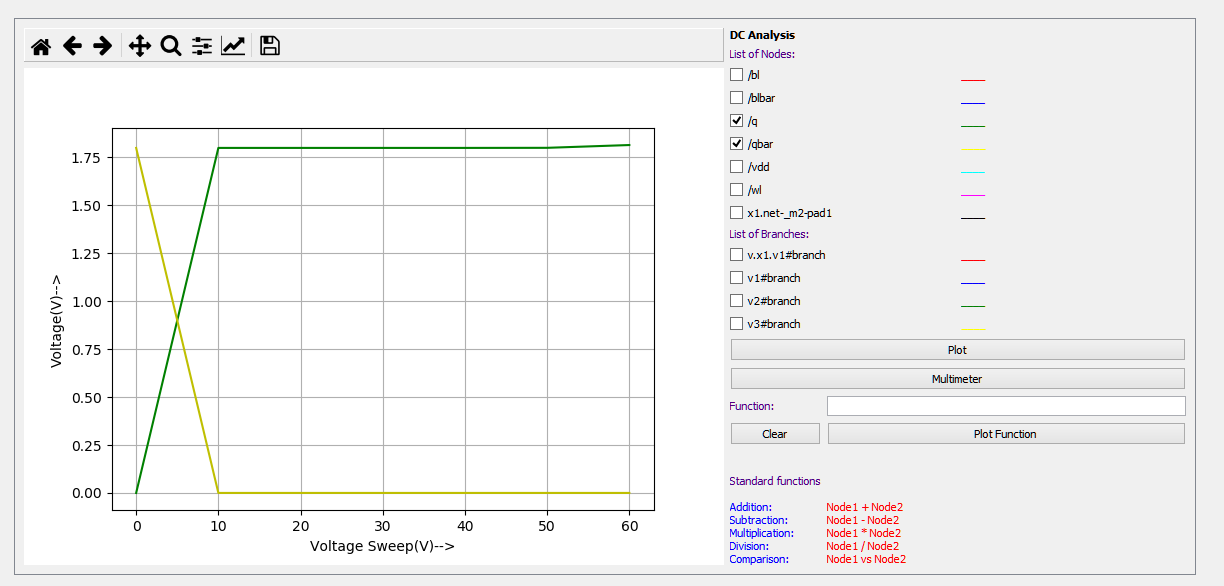 DC Analysis
List of Nodes:
/bl
/blbar
/q
/qbar
/vdd
/wl
x1.net-_m2-pad1
List of Branches:
v.x1.v1#branch
v1#branch
v2#branch
v3#branch
Plot
Multimeter
Function:
Clear Plot Function
Standard functions
Addition: Node1 + Node2
Subtraction: Node1 - Node2
Multiplication: Node1 * Node2
Division: Node1 / Node2
Comparison: Node1 vs Node2
Voltage(V)-->
1.75
1.50
1.25
1.00
0.75
0.50
0.25
0.00
0 10 20 30 40 50 60
Voltage Sweep(V)-->